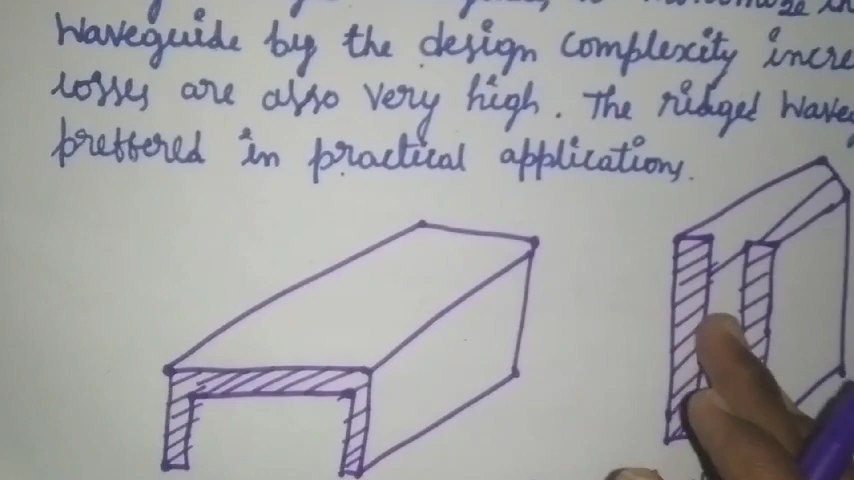 waveguide by the design complexity incre
losses are also very high. The ridged wave
preffered in practical applications.